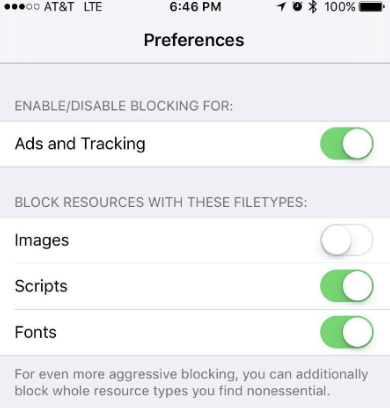 AT&T LTE 6:46 PM 100%
Preferences
ENABLE/DISABLE BLOCKING FOR:
Ads and Tracking
BLOCK RESOURCES WITH THESE FILETYPES:
Images
Scripts
Fonts
For even more aggressive blocking, you can additionally
block whole resource types you find nonessential.